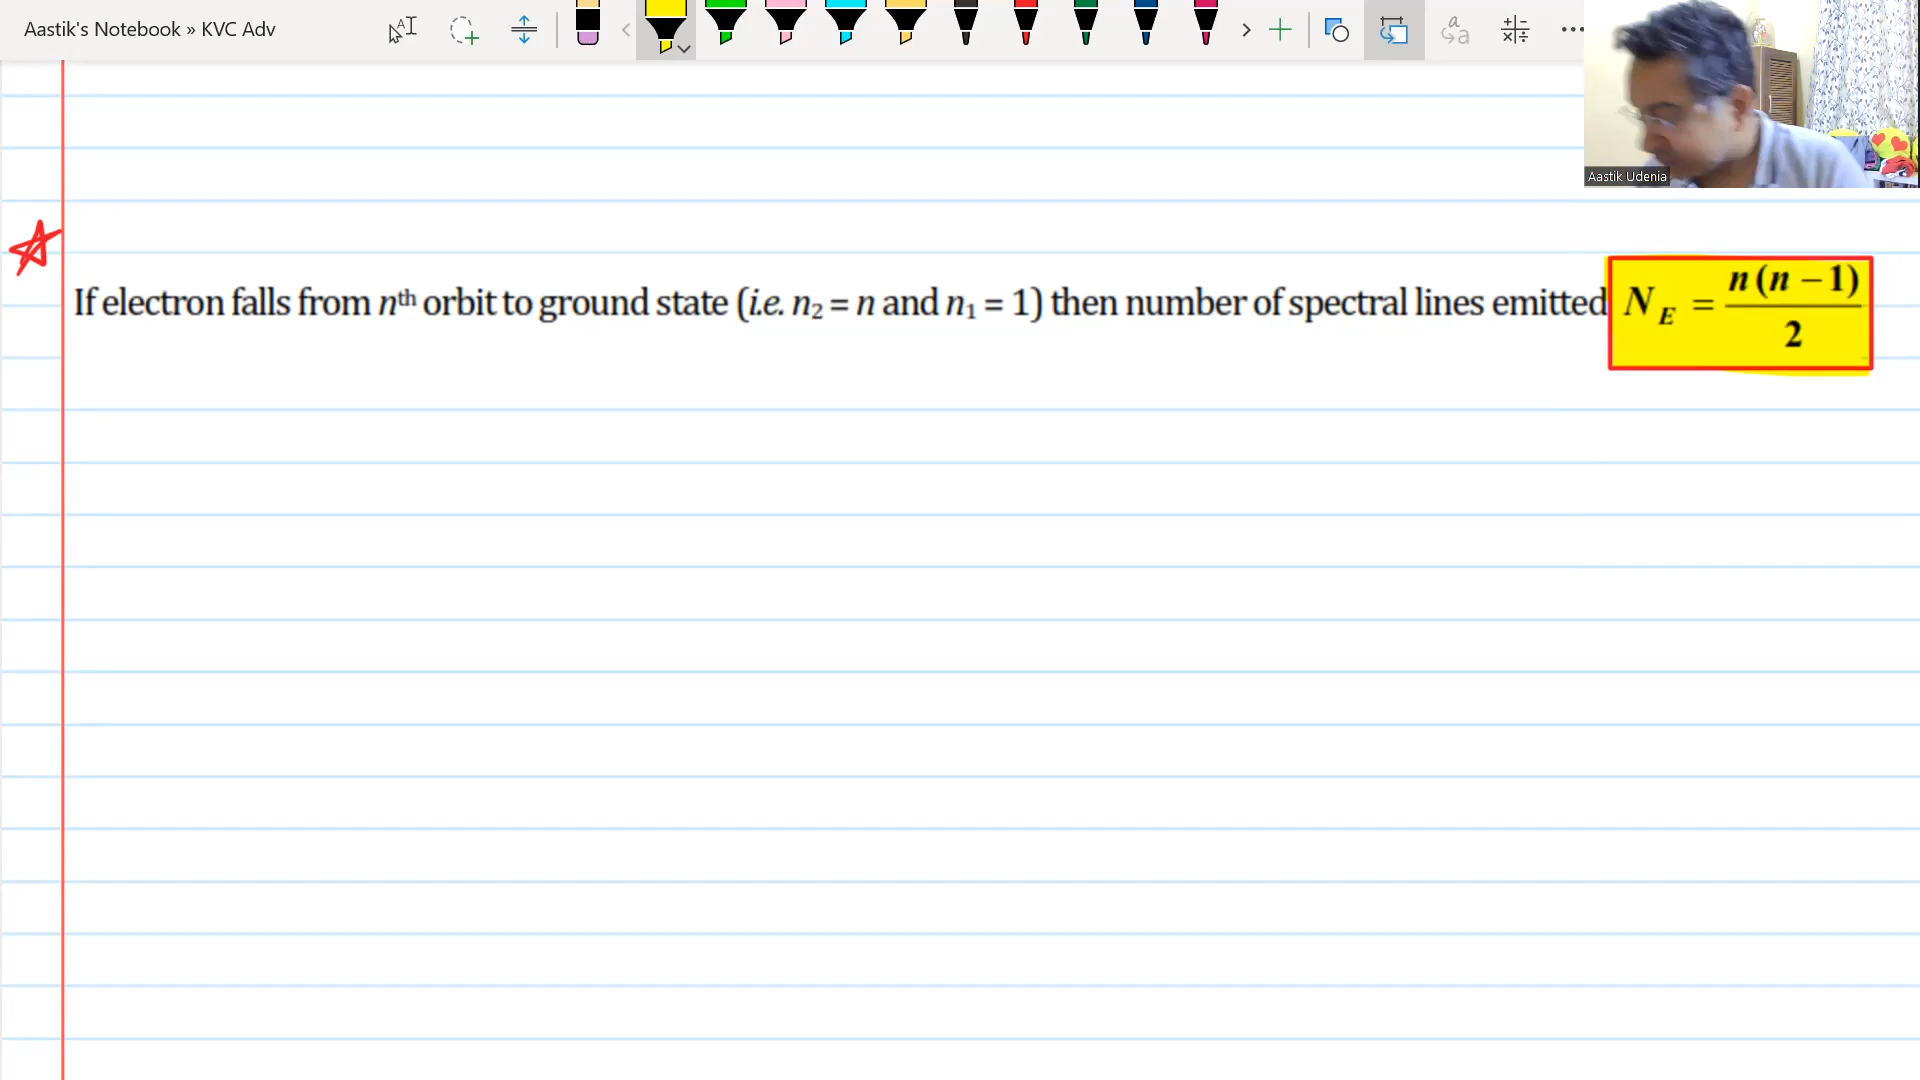 Aastik's Notebook » KVC Adv
Aastik Udenia
If electron falls from nᵗʰ orbit to ground state (i.e. n₂ = n and n₁ = 1) then number of spectral lines emitted N_E = n(n – 1) / 2